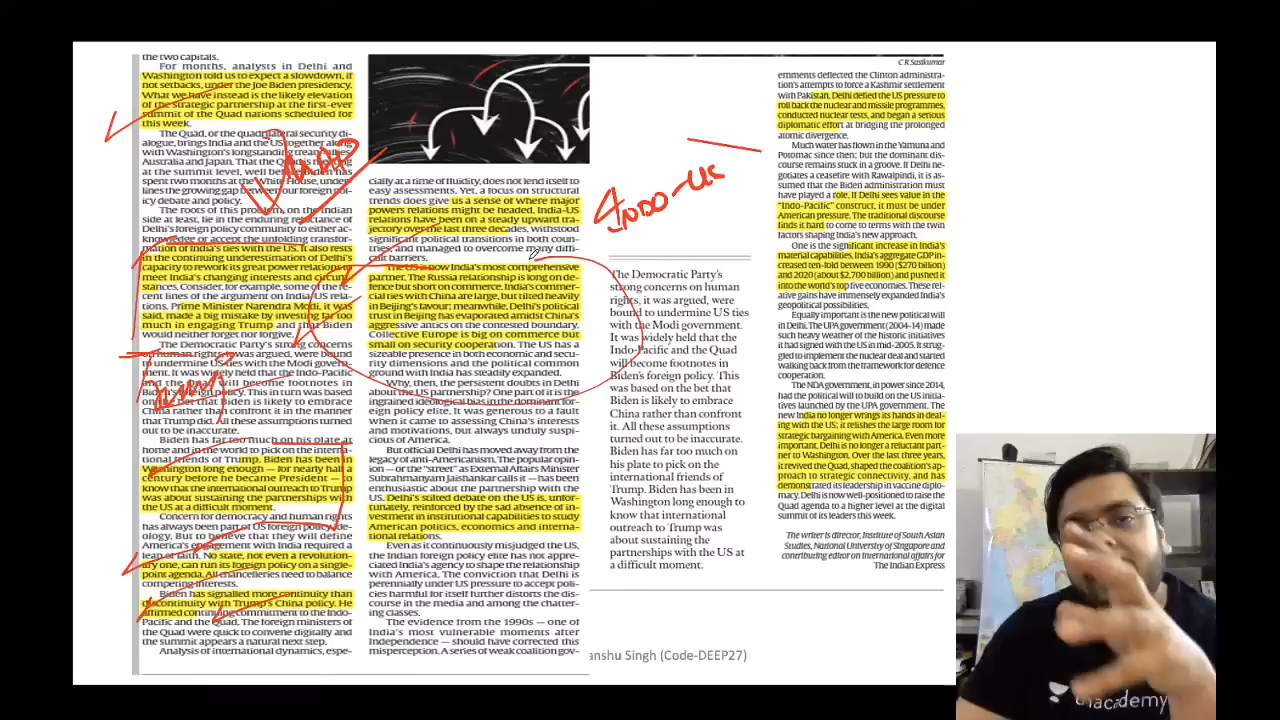 the two capitals.
For months, analysts in Delhi and
Washington told us to expect a slowdown, if
not setbacks, under the Joe Biden presidency.
What we have instead is the likely elevation
of the strategic partnership at the first-ever
summit of the Quad nations scheduled for
this week.
The Quad, or the quadrilateral security di-
alogue, brings India and the US together along
with Washington's longstanding treaty allies,
Australia and Japan. That the Quad is meeting
at the summit level, well before Biden has
spent two months at the White House, under-
lines the growing gap between our foreign pol-
icy debate and policy.
The roots of this problem, on the Indian
side at least, lie in the enduring reluctance of
Delhi's foreign policy community to either ac-
knowledge or accept the unfolding transfor-
mation of India's ties with the US. It also rests
in the continuing underestimation of Delhi's
capacity to rework its great power relations to
meet India's changing interests and circum-
stances. Consider, for example, some of the re-
cent lines of the argument on India-US rela-
tions. Prime Minister Narendra Modi, it was
said, made a big mistake by investing far too
much in engaging Trump and that Biden
would neither forget nor forgive.
The Democratic Party's strong concerns
on human rights, it was argued, were bound
to undermine US ties with the Modi govern-
ment. It was widely held that the Indo-Pacific
and the Quad will become footnotes in
Biden's foreign policy. This in turn was based
on the bet that Biden is likely to embrace
China rather than confront it in the manner
that Trump did. All these assumptions turned
out to be inaccurate.
Biden has far too much on his plate at
home and in the world to pick on the interna-
tional friends of Trump. Biden has been in
Washington long enough — for nearly half a
century before he became President — to
know that the international outreach to Trump
was about sustaining the partnerships with
the US at a difficult moment.
Concern for democracy and human rights
has always been part of US foreign policy ide-
ology. But to believe that they will define
America's engagement with India required a
leap of faith. No state, not even a revolution-
ary one, can run its foreign policy on a single-
point agenda. All chancelleries need to balance
competing interests.
Biden has signalled more continuity than
discontinuity with Trump's China policy. He
affirmed continuing commitment to the Indo-
Pacific and the Quad. The foreign ministers of
the Quad were quick to convene digitally and
the summit appears a natural next step.
Analysis of international dynamics, espe-
cially at a time of fluidity, does not lend itself to
easy assessments. Yet, a focus on structural
trends does give us a sense of where major
powers relations might be headed. India-US
relations have been on a steady upward tra-
jectory over the last three decades, withstood
significant political transitions in both coun-
tries, and managed to overcome many diffi-
cult barriers.
The US is now India's most comprehensive
partner. The Russia relationship is long on de-
fence but short on commerce. India's commer-
cial ties with China are large, but tilted heavily
in Beijing's favour; meanwhile, Delhi's political
trust in Beijing has evaporated amidst China's
aggressive antics on the contested boundary.
Collective Europe is big on commerce but
small on security cooperation. The US has a
sizeable presence in both economic and secu-
rity dimensions and the political common
ground with India has steadily expanded.
Why, then, the persistent doubts in Delhi
about the US partnership? One part of it is the
ingrained ideological bias in the dominant for-
eign policy elite. It was generous to a fault
when it came to assessing China's interests
and motivations, but always unduly suspi-
cious of America.
But official Delhi has moved away from the
legacy of anti-Americanism. The popular opin-
ion — or the "street" as External Affairs Minister
Subrahmanyam Jaishankar calls it — has been
enthusiastic about the partnership with the
US. Delhi's stilted debate on the US is, unfor-
tunately, reinforced by the sad absence of in-
vestment in institutional capabilities to study
American politics, economics and interna-
tional relations.
Even as it continuously misjudged the US,
the Indian foreign policy elite has not appre-
ciated India's agency to shape the relationship
with America. The conviction that Delhi is
perennially under US pressure to accept poli-
cies harmful for itself further distorts the dis-
course in the media and among the chatter-
ing classes.
The evidence from the 1990s — one of
India's most vulnerable moments after
Independence — should have corrected this
misperception. A series of weak coalition gov-
INDO-US
The Democratic Party's
strong concerns on human
rights, it was argued, were
bound to undermine US ties
with the Modi government.
It was widely held that the
Indo-Pacific and the Quad
will become footnotes in
Biden's foreign policy. This
was based on the bet that
Biden is likely to embrace
China rather than confront
it. All these assumptions
turned out to be inaccurate.
Biden has far too much on
his plate to pick on the
international friends of
Trump. Biden has been in
Washington long enough to
know that international
outreach to Trump was
about sustaining the
partnerships with the US at
a difficult moment.
anshu Singh (Code-DEEP27)
C R Sasikumar
ernments deflected the Clinton administra-
tion's attempts to force a Kashmir settlement
with Pakistan, Delhi defied the US pressure to
roll back the nuclear and missile programmes,
conducted nuclear tests, and began a serious
diplomatic effort at bridging the prolonged
atomic divergence.
Much water has flown in the Yamuna and
Potomac since then; but the dominant dis-
course remains stuck in a groove. If Delhi ne-
gotiates a ceasefire with Rawalpindi, it is as-
sumed that the Biden administration must
have played a role. If Delhi sees value in the
"Indo-Pacific" construct, it must be under
American pressure. The traditional discourse
finds it hard to come to terms with the twin
factors shaping India's new approach.
One is the significant increase in India's
material capabilities. India's aggregate GDP in-
creased ten-fold between 1990 ($270 billion)
and 2020 (about $2,700 billion) and pushed it
into the world's top five economies. These rel-
ative gains have immensely expanded India's
geopolitical possibilities.
Equally important is the new political will
in Delhi. The UPA government (2004-14) made
such heavy weather of the historic initiatives
it had signed with the US in mid-2005. It strug-
gled to implement the nuclear deal and started
walking back from the framework for defence
cooperation.
The NDA government, in power since 2014,
had the political will to build on the US initia-
tives launched by the UPA government. The
new India no longer wrings its hands in deal-
ing with the US; it relishes the large room for
strategic bargaining with America. Even more
important, Delhi is no longer a reluctant part-
ner to Washington. Over the last three years,
it revived the Quad, shaped the coalition's ap-
proach to strategic connectivity, and has
demonstrated its leadership in vaccine diplo-
macy. Delhi is now well-positioned to raise the
Quad agenda to a higher level at the digital
summit of its leaders this week.
The writer is director, Institute of South Asian
Studies, National University of Singapore and
contributing editor on international affairs for
The Indian Express
unacademy